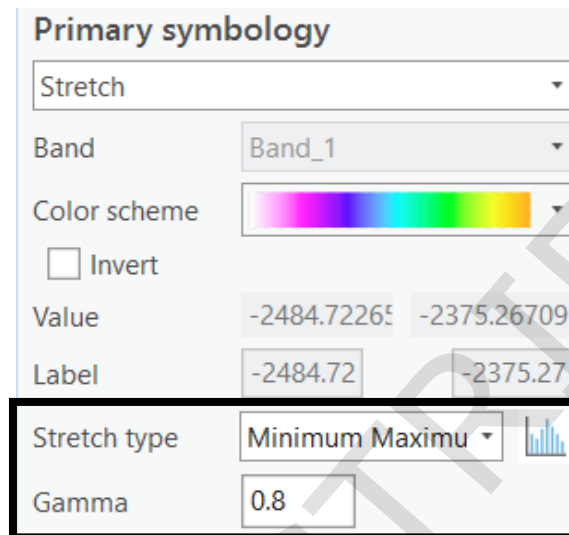 Primary symbology
Stretch
Band Band_1
Color scheme
Invert
Value -2484.72265 -2375.26709
Label -2484.72 -2375.27
Stretch type Minimum Maximu
Gamma 0.8